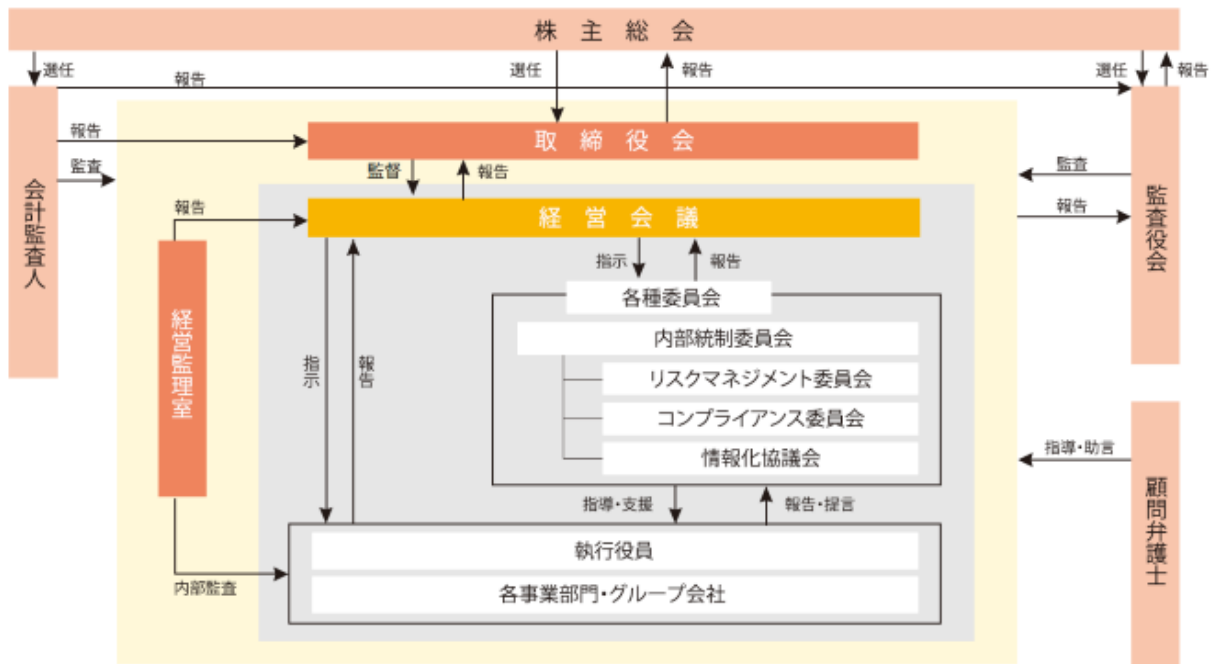 株主総会
選任
報告
選任
報告
選任
報告
報告
取締役会
監査
監督
報告
監査
会計監査人
報告
経営会議
報告
監査役会
指示
報告
各種委員会
経営監理室
内部統制委員会
指示
報告
リスクマネジメント委員会
コンプライアンス委員会
情報化協議会
指導・助言
顧問弁護士
指導・支援
報告・提言
執行役員
内部監査
各事業部門・グループ会社